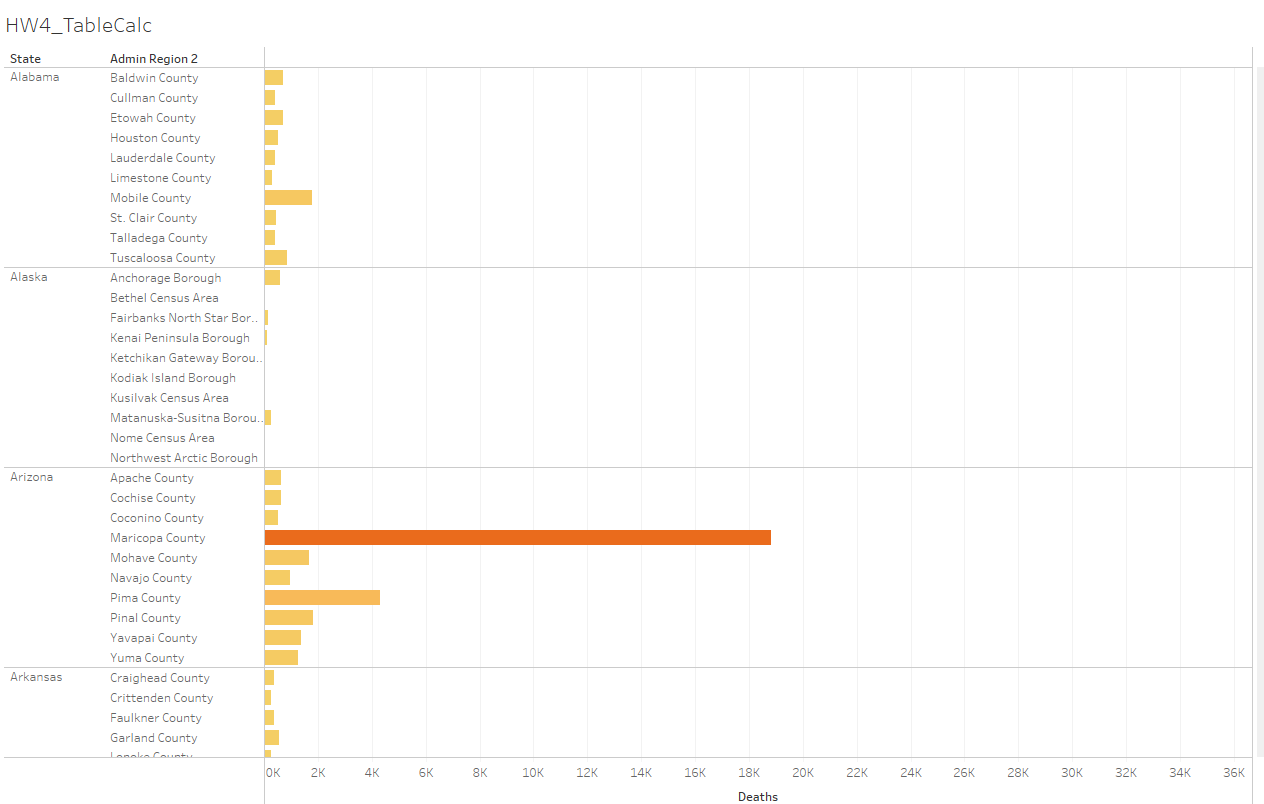 HW4_TableCalc
State Admin Region 2
Alabama Baldwin County
Cullman County
Etowah County
Houston County
Lauderdale County
Limestone County
Mobile County
St. Clair County
Talladega County
Tuscaloosa County
Alaska Anchorage Borough
Bethel Census Area
Fairbanks North Star Bor..
Kenai Peninsula Borough
Ketchikan Gateway Borou..
Kodiak Island Borough
Kusilvak Census Area
Matanuska-Susitna Borou..
Nome Census Area
Northwest Arctic Borough
Arizona Apache County
Cochise County
Coconino County
Maricopa County
Mohave County
Navajo County
Pima County
Pinal County
Yavapai County
Yuma County
Arkansas Craighead County
Crittenden County
Faulkner County
Garland County
Lonoke County
0K 2K 4K 6K 8K 10K 12K 14K 16K 18K 20K 22K 24K 26K 28K 30K 32K 34K 36K
Deaths